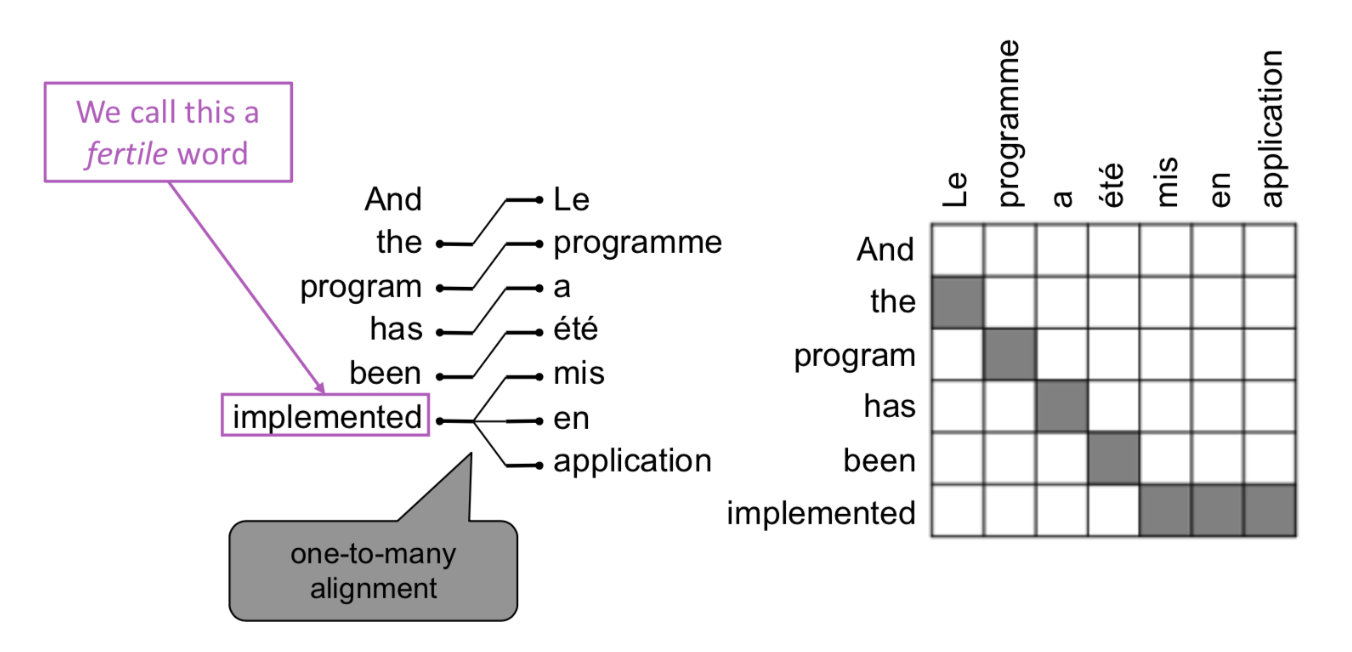 We call this a
fertile word
And
the
program
has
been
implemented
Le
programme
a
été
mis
en
application
one-to-many
alignment
Le
programme
a
été
mis
en
application
And
the
program
has
been
implemented